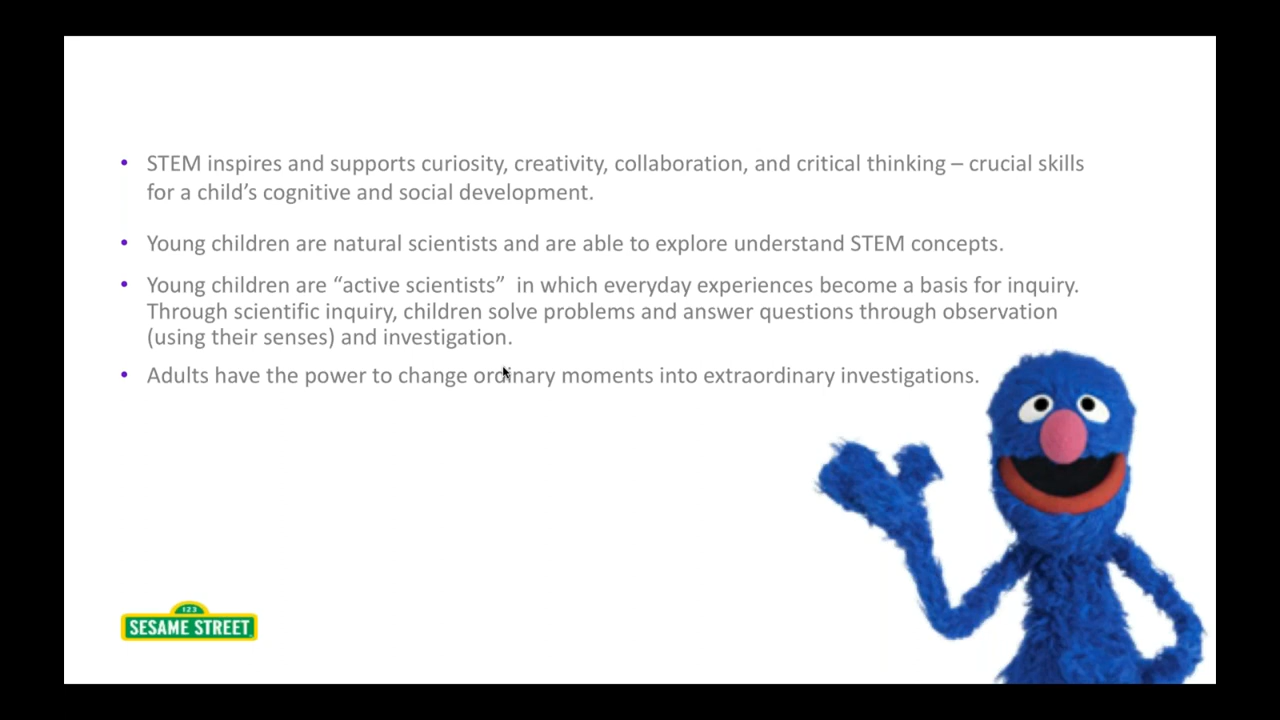 • STEM inspires and supports curiosity, creativity, collaboration, and critical thinking – crucial skills
for a child’s cognitive and social development.
• Young children are natural scientists and are able to explore understand STEM concepts.
• Young children are “active scientists”  in which everyday experiences become a basis for inquiry.
Through scientific inquiry, children solve problems and answer questions through observation
(using their senses) and investigation.
• Adults have the power to change ordinary moments into extraordinary investigations.
123
SESAME STREET